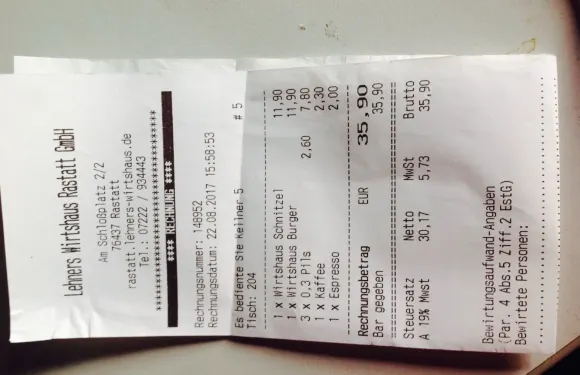 Lehners Wirtshaus Rastatt GmbH
Am Schloßplatz 2/2
76437 Rastatt
rastatt.lehners-wirtshaus.de
Tel.: 07222 / 934443
**** RECHNUNG ****
Rechnungsnummer: 148952
Rechnungsdatum: 22.08.2017 15:58:53
Es bediente Sie Kellner 5 # 5
Tisch: 204
1 x Wirtshaus Schnitzel 11,90
1 x Wirtshaus Burger 11,90
3 x 0,3 Pils 2,60 7,80
1 x Kaffee 2,30
1 x Espresso 2,00
Rechnungsbetrag EUR 35,90
Bar gegeben 35,90
Steuersatz Netto MwSt Brutto
A 19% Mwst 30,17 5,73 35,90
Bewirtungsaufwand-Angaben
(Par. 4 Abs.5 Ziff.2 EstG)
Bewirtete Personen: